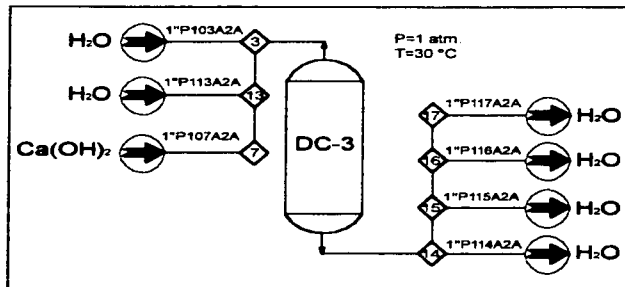 H₂O 1"P103A2A 3
P=1 atm.
T=30 °C
H₂O 1"P113A2A 13
Ca(OH)₂ 1"P107A2A 7
DC-3
17 1"P117A2A H₂O
16 1"P116A2A H₂O
15 1"P115A2A H₂O
14 1"P114A2A H₂O